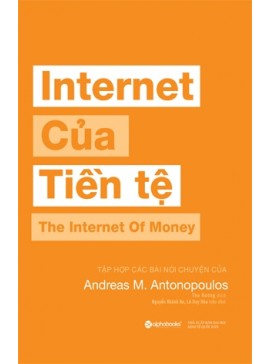 Internet
Của
Tiền tệ
The Internet Of Money
TẬP HỢP CÁC BÀI NÓI CHUYỆN CỦA
Andreas M. Antonopoulos
alphabooks